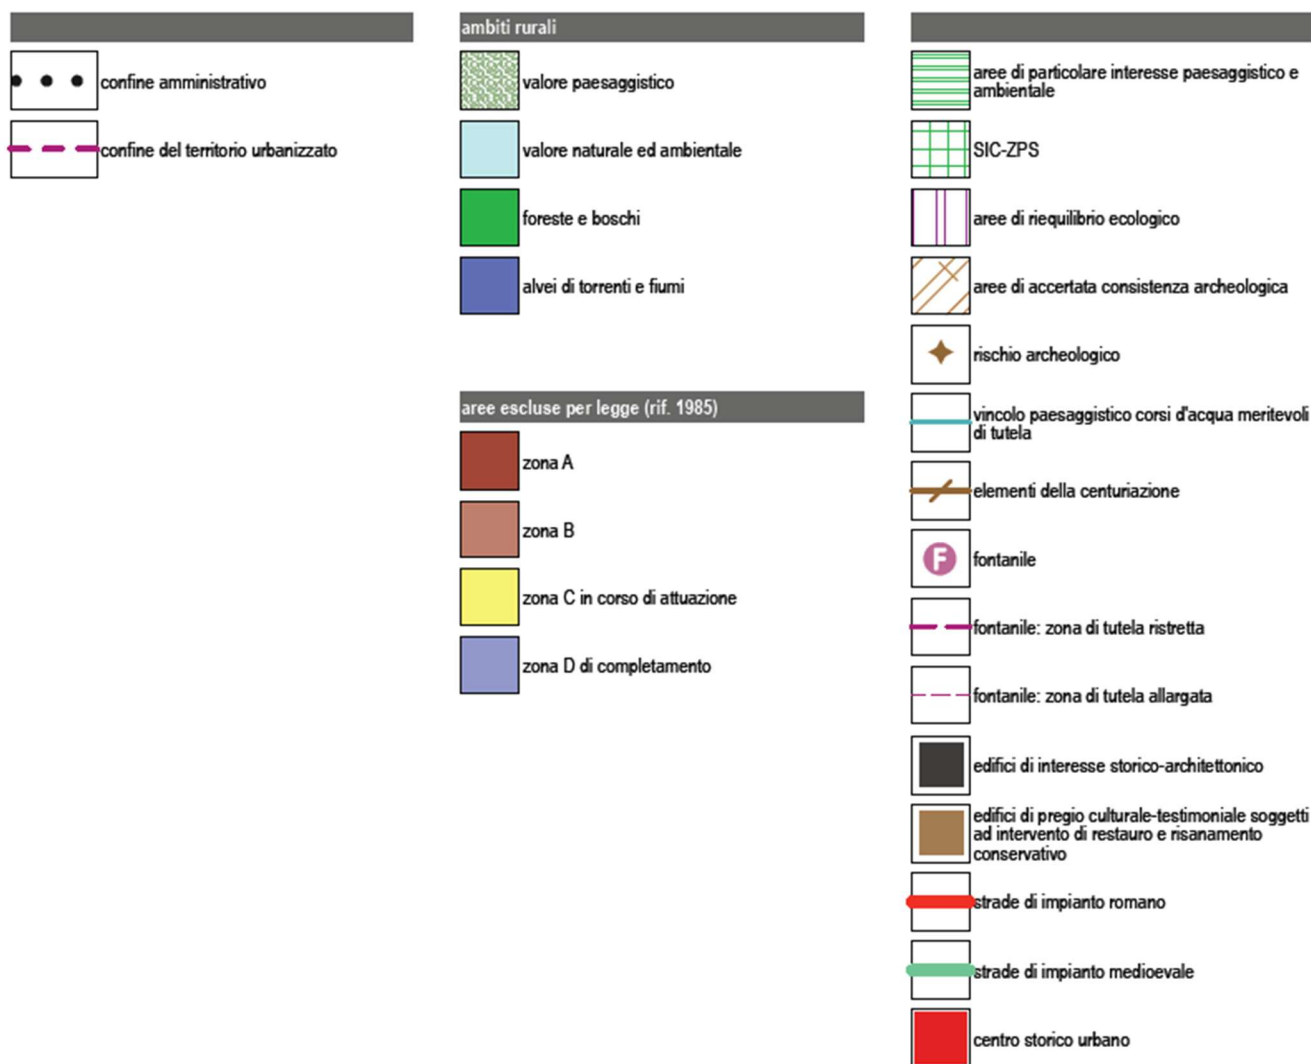 confine amministrativo
confine del territorio urbanizzato
ambiti rurali
valore paesaggistico
valore naturale ed ambientale
foreste e boschi
alvei di torrenti e fiumi
aree escluse per legge (rif. 1985)
zona A
zona B
zona C in corso di attuazione
zona D di completamento
aree di particolare interesse paesaggistico e
ambientale
SIC-ZPS
aree di riequilibrio ecologico
aree di accertata consistenza archeologica
rischio archeologico
vincolo paesaggistico corsi d'acqua meritevoli
di tutela
elementi della centuriazione
F
fontanile
fontanile: zona di tutela ristretta
fontanile: zona di tutela allargata
edifici di interesse storico-architettonico
edifici di pregio culturale-testimoniale soggetti
ad intervento di restauro e risanamento
conservativo
strade di impianto romano
strade di impianto medioevale
centro storico urbano